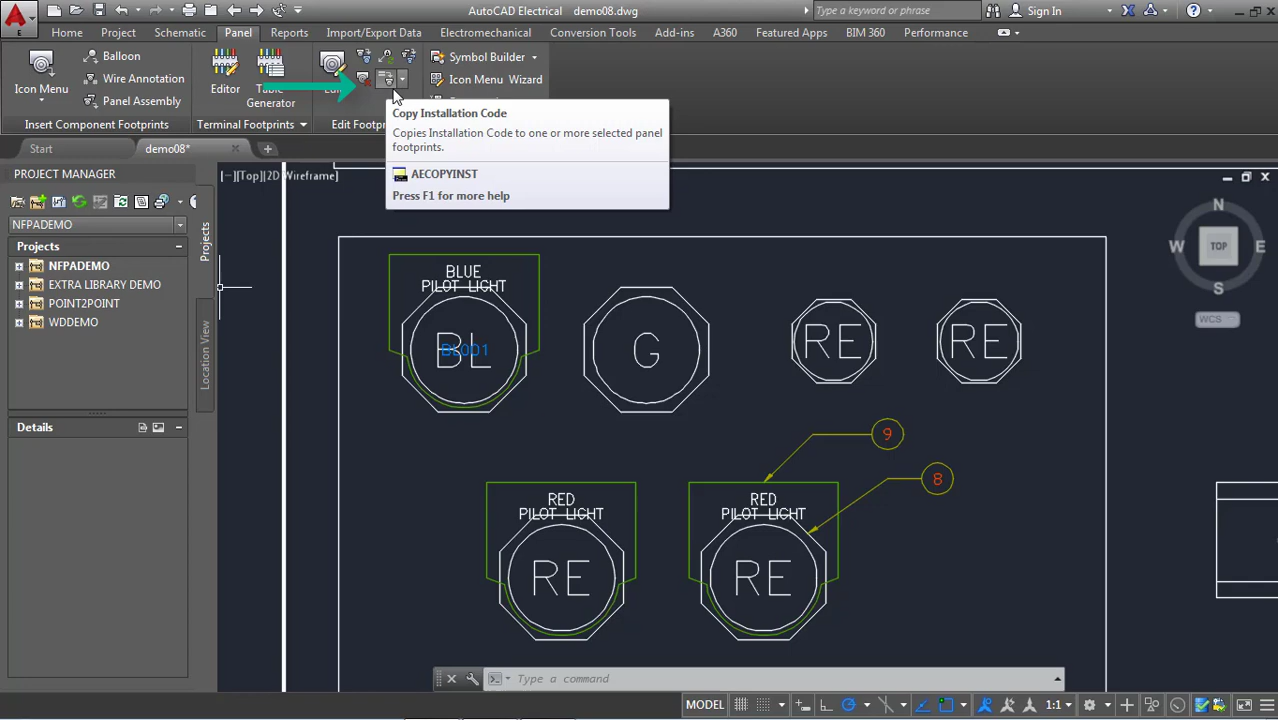 AutoCAD Electrical demo08.dwg
Type a keyword or phrase
Sign In
A
E
Home Project Schematic Panel Reports Import/Export Data Electromechanical Conversion Tools Add-ins A360 Featured Apps BIM 360 Performance
Icon Menu
Balloon
Wire Annotation
Panel Assembly
Insert Component Footprints
Editor
Table
Generator
Terminal Footprints
Symbol Builder
Icon Menu Wizard
Copy Installation Code
Copies Installation Code to one or more selected panel
footprints.
AECOPYINST
Press F1 for more help
Start
demo08*
PROJECT MANAGER
NFPADEMO
Projects
NFPADEMO
EXTRA LIBRARY DEMO
POINT2POINT
WDDEMO
Details
Projects
Location View
[−][Top][2D Wireframe]
N
W TOP E
S
WCS
BLUE
PILOT LIGHT
BL
BL001
G
RE
RE
9
8
RED
PILOT LIGHT
RE
RED
PILOT LIGHT
RE
Type a command
MODEL
1:1